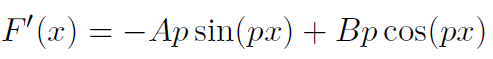 F′(x) = −Ap sin(px) + Bp cos(px)